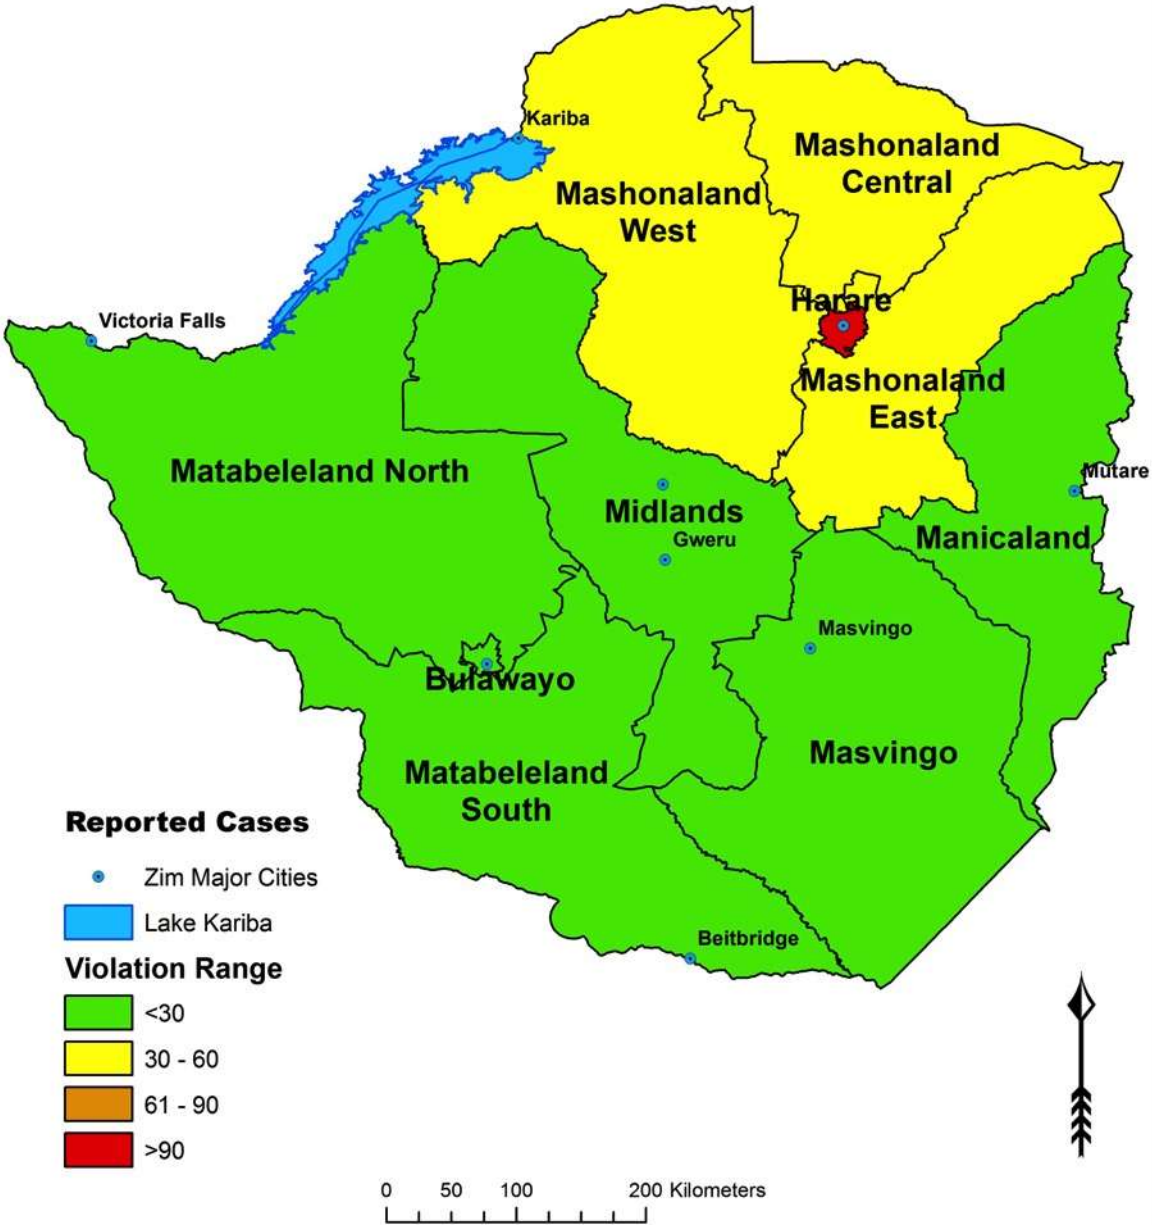 Kariba
Mashonaland
Central
Mashonaland
West
Harare
Victoria Falls
Mashonaland
East
Matabeleland North
Mutare
Midlands
Gweru
Manicaland
Masvingo
Bulawayo
Masvingo
Matabeleland
South
Beitbridge
Reported Cases
Zim Major Cities
Lake Kariba
Violation Range
<30
30 - 60
61 - 90
>90
0 50 100 200 Kilometers